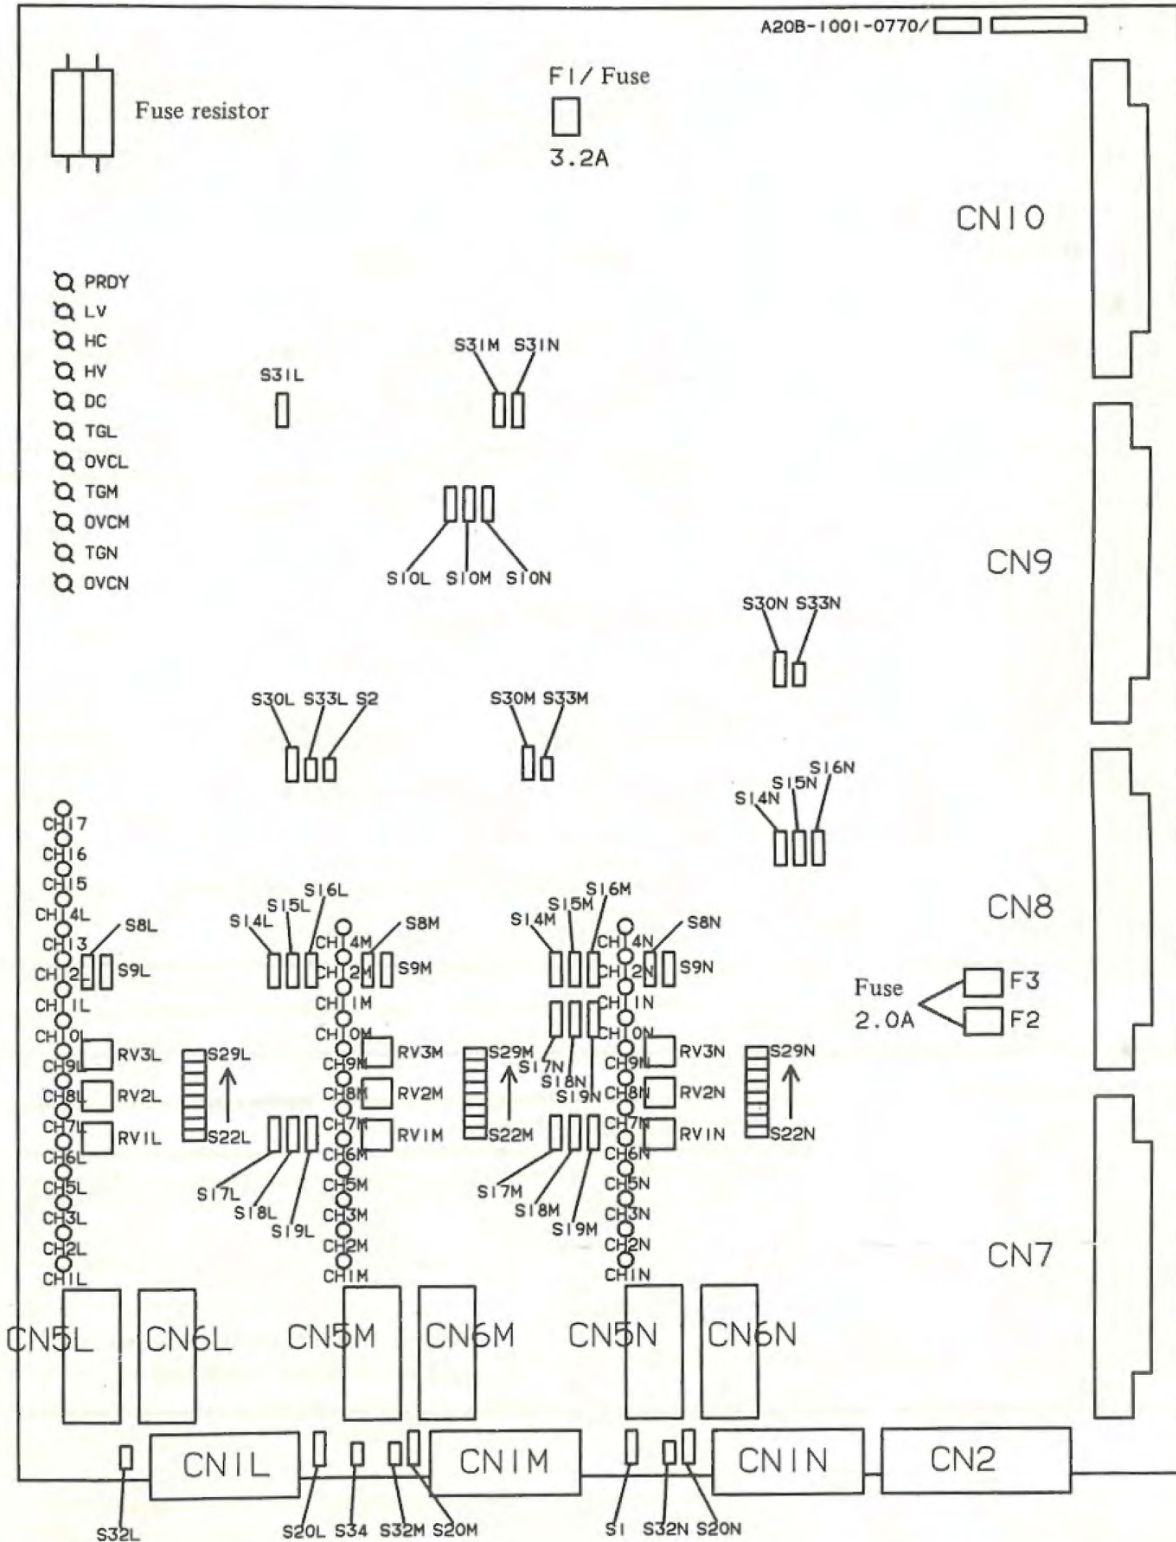 A20B-1001-0770/
F1/ Fuse
3.2A
Fuse resistor
CN10
PRDY
LV
HC
HV
DC
TGL
OVCL
TGM
OVCM
TGN
OVCN
S31L
S31M S31N
S10L S10M S10N
CN9
S30N S33N
S30L S33L S2
S30M S33M
S14N S15N S16N
CN8
Fuse
2.0A
F3
F2
CH17
CH16
CH15
CH14L
CH13
CH12L
CH11L
CH10L
CH9L
CH8L
CH7L
CH6L
CH5L
CH3L
CH2L
CH1L
S8L
S9L
RV3L
RV2L
RV1L
S29L
S22L
S14L S15L S16L
S17L S18L S19L
CH14M
CH12M
CH11M
CH10M
CH9M
CH8M
CH7M
CH6M
CH5M
CH3M
CH2M
CH1M
S8M
S9M
RV3M
RV2M
RV1M
S29M
S22M
S14M S15M S16M
S17N S18N S19N
S17M S18M S19M
CH14N
CH12N
CH11N
CH10N
CH9N
CH8N
CH7N
CH6N
CH5N
CH3N
CH2N
CH1N
S8N
S9N
RV3N
RV2N
RV1N
S29N
S22N
CN7
CN5L CN6L CN5M CN6M CN5N CN6N
CN1L CN1M CN1N CN2
S32L S20L S34 S32M S20M S1 S32N S20N